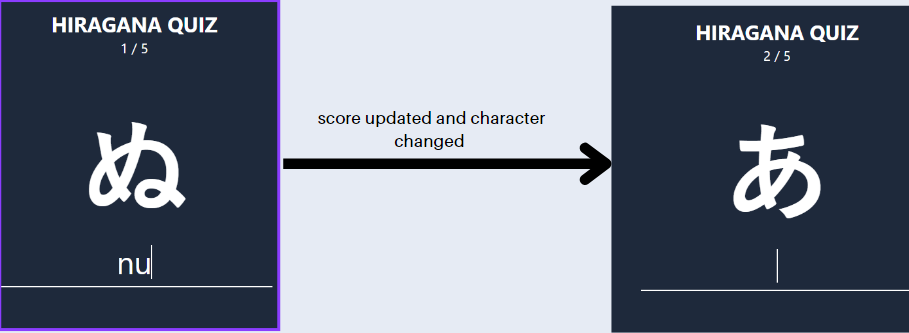 HIRAGANA QUIZ
1 / 5
ぬ
nu
score updated and character
changed
HIRAGANA QUIZ
2 / 5
あ